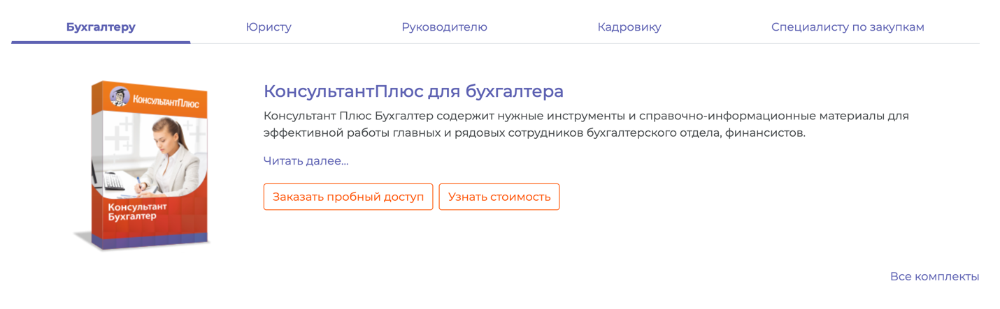 Бухгалтеру
Юристу
Руководителю
Кадровику
Специалисту по закупкам
КонсультантПлюс
Консультант
Бухгалтер
КонсультантПлюс для бухгалтера
Консультант Плюс Бухгалтер содержит нужные инструменты и справочно-информационные материалы для
эффективной работы главных и рядовых сотрудников бухгалтерского отдела, финансистов.
Читать далее...
Заказать пробный доступ
Узнать стоимость
Все комплекты